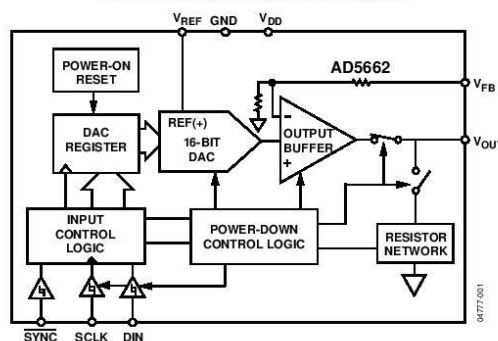 VREF GND VDD
POWER-ON
RESET
AD5662
VFB
REF(+)
16-BIT
DAC
DAC
REGISTER
OUTPUT
BUFFER
-
+
VOUT
INPUT
CONTROL
LOGIC
POWER-DOWN
CONTROL LOGIC
RESISTOR
NETWORK
04777-001
SYNC SCLK DIN